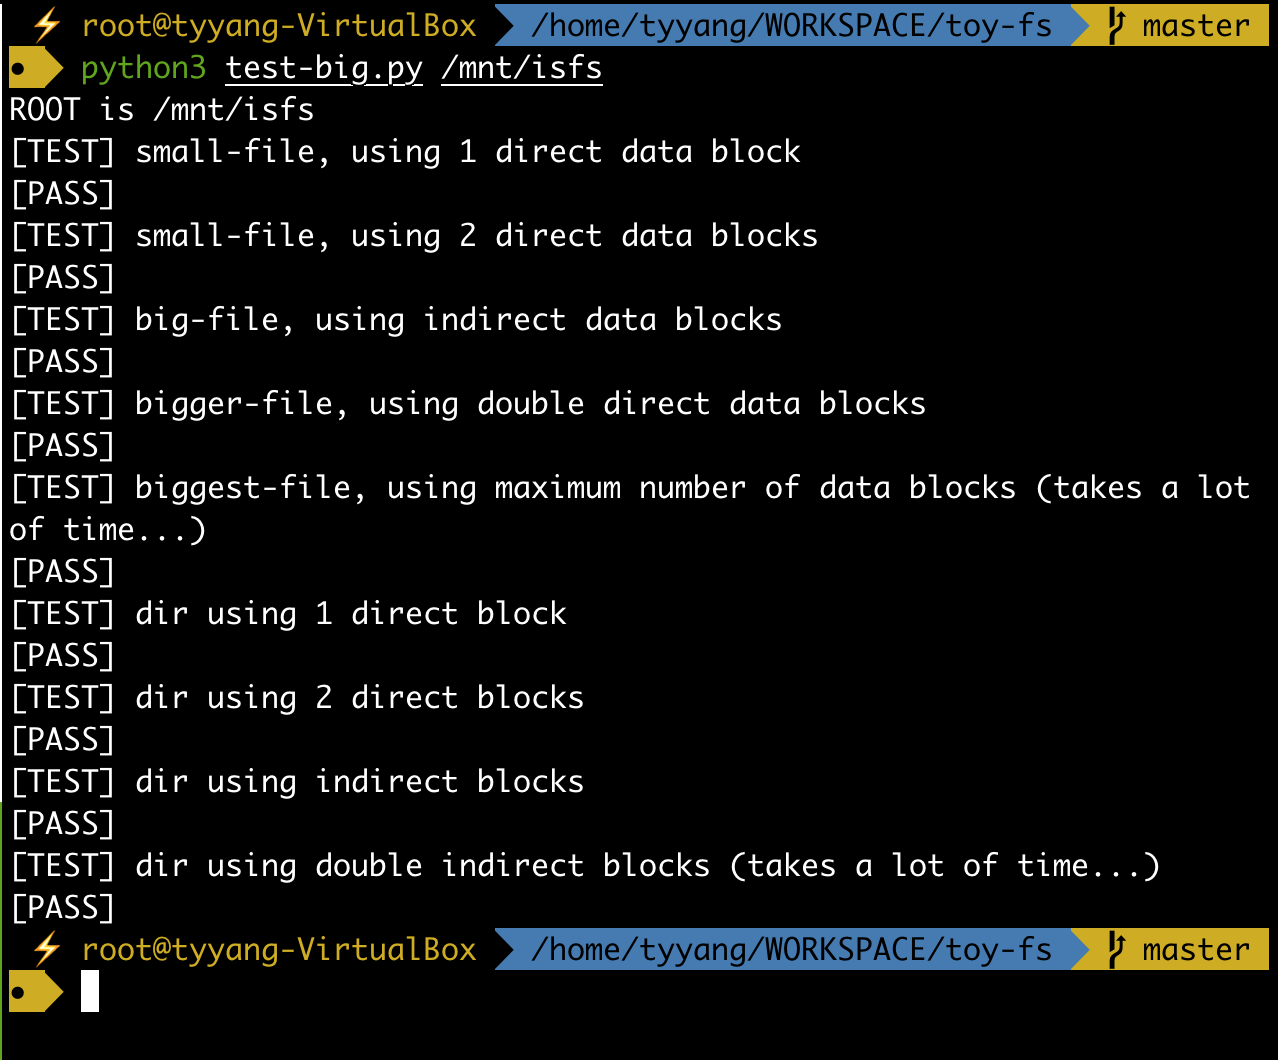 ⚡ root@tyyang-VirtualBox /home/tyyang/WORKSPACE/toy-fs master
python3 test-big.py /mnt/isfs
ROOT is /mnt/isfs
[TEST] small-file, using 1 direct data block
[PASS]
[TEST] small-file, using 2 direct data blocks
[PASS]
[TEST] big-file, using indirect data blocks
[PASS]
[TEST] bigger-file, using double direct data blocks
[PASS]
[TEST] biggest-file, using maximum number of data blocks (takes a lot
of time...)
[PASS]
[TEST] dir using 1 direct block
[PASS]
[TEST] dir using 2 direct blocks
[PASS]
[TEST] dir using indirect blocks
[PASS]
[TEST] dir using double indirect blocks (takes a lot of time...)
[PASS]
⚡ root@tyyang-VirtualBox /home/tyyang/WORKSPACE/toy-fs master